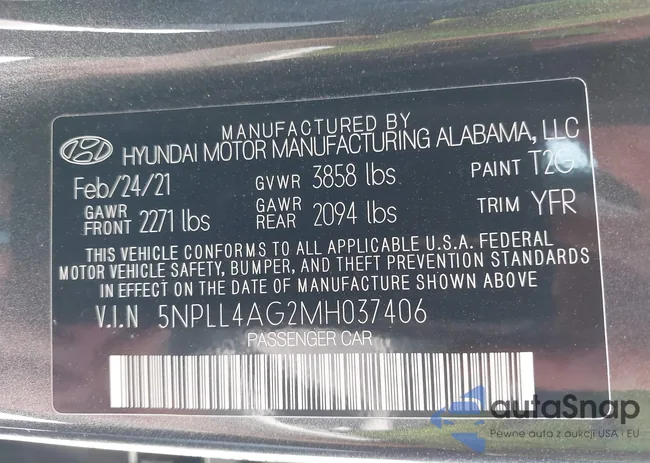 MANUFACTURED BY
HYUNDAI MOTOR MANUFACTURING ALABAMA, LLC
Feb/24/21 GVWR 3858 lbs PAINT T2G
GAWR FRONT 2271 lbs GAWR REAR 2094 lbs TRIM YFR
THIS VEHICLE CONFORMS TO ALL APPLICABLE U.S.A. FEDERAL
MOTOR VEHICLE SAFETY, BUMPER, AND THEFT PREVENTION STANDARDS
IN EFFECT ON THE DATE OF MANUFACTURE SHOWN ABOVE
V.I.N 5NPLL4AG2MH037406
PASSENGER CAR
autaSnap
Pewne auta z aukcji USA i EU